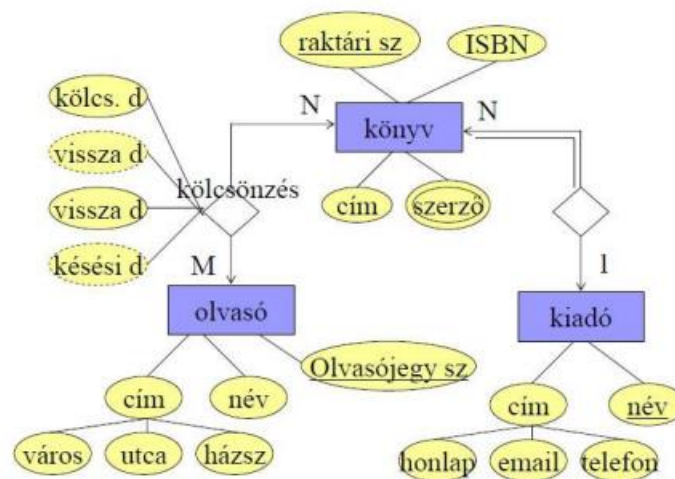 raktári sz
ISBN
kölcs. d
N
N
könyv
vissza d
kölcsönzés
cím
szerző
vissza d
késési d
M
1
olvasó
kiadó
Olvasójegy sz
cím
név
cím
név
város
utca
házsz
honlap
email
telefon